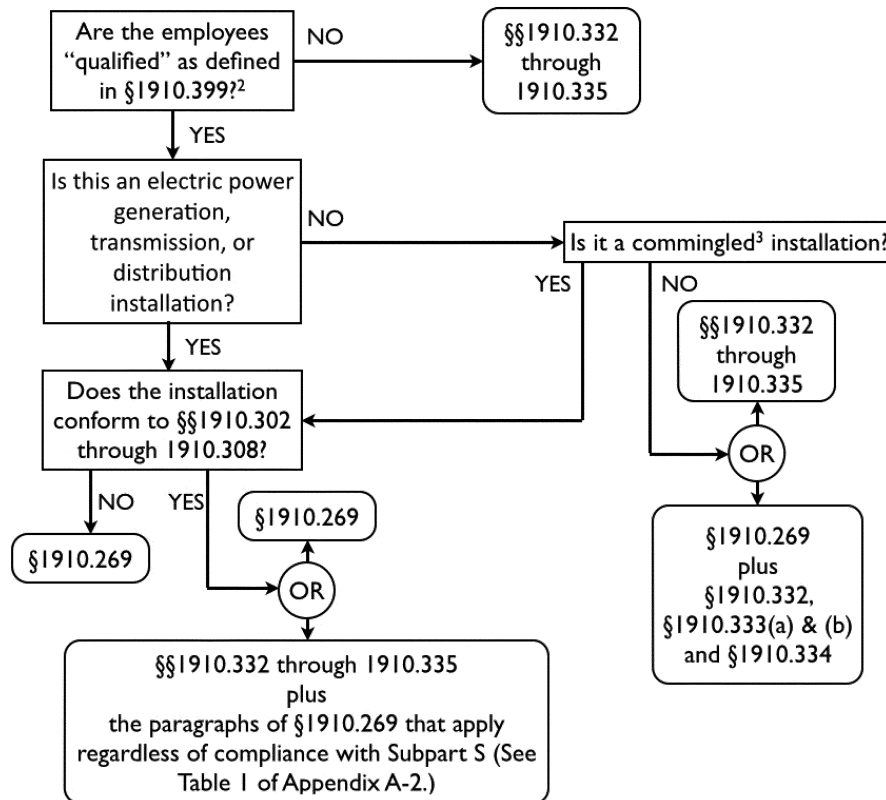 Are the employees
“qualified” as defined
in §1910.399?²
NO
§§1910.332
through
1910.335
YES
Is this an electric power
generation,
transmission, or
distribution
installation?
NO
Is it a commingled³ installation?
YES
NO
§§1910.332
through
1910.335
OR
§1910.269
plus
§1910.332,
§1910.333(a) & (b)
and §1910.334
YES
Does the installation
conform to §§1910.302
through 1910.308?
NO
§1910.269
YES
§1910.269
OR
§§1910.332 through 1910.335
plus
the paragraphs of §1910.269 that apply
regardless of compliance with Subpart S (See
Table 1 of Appendix A-2.)